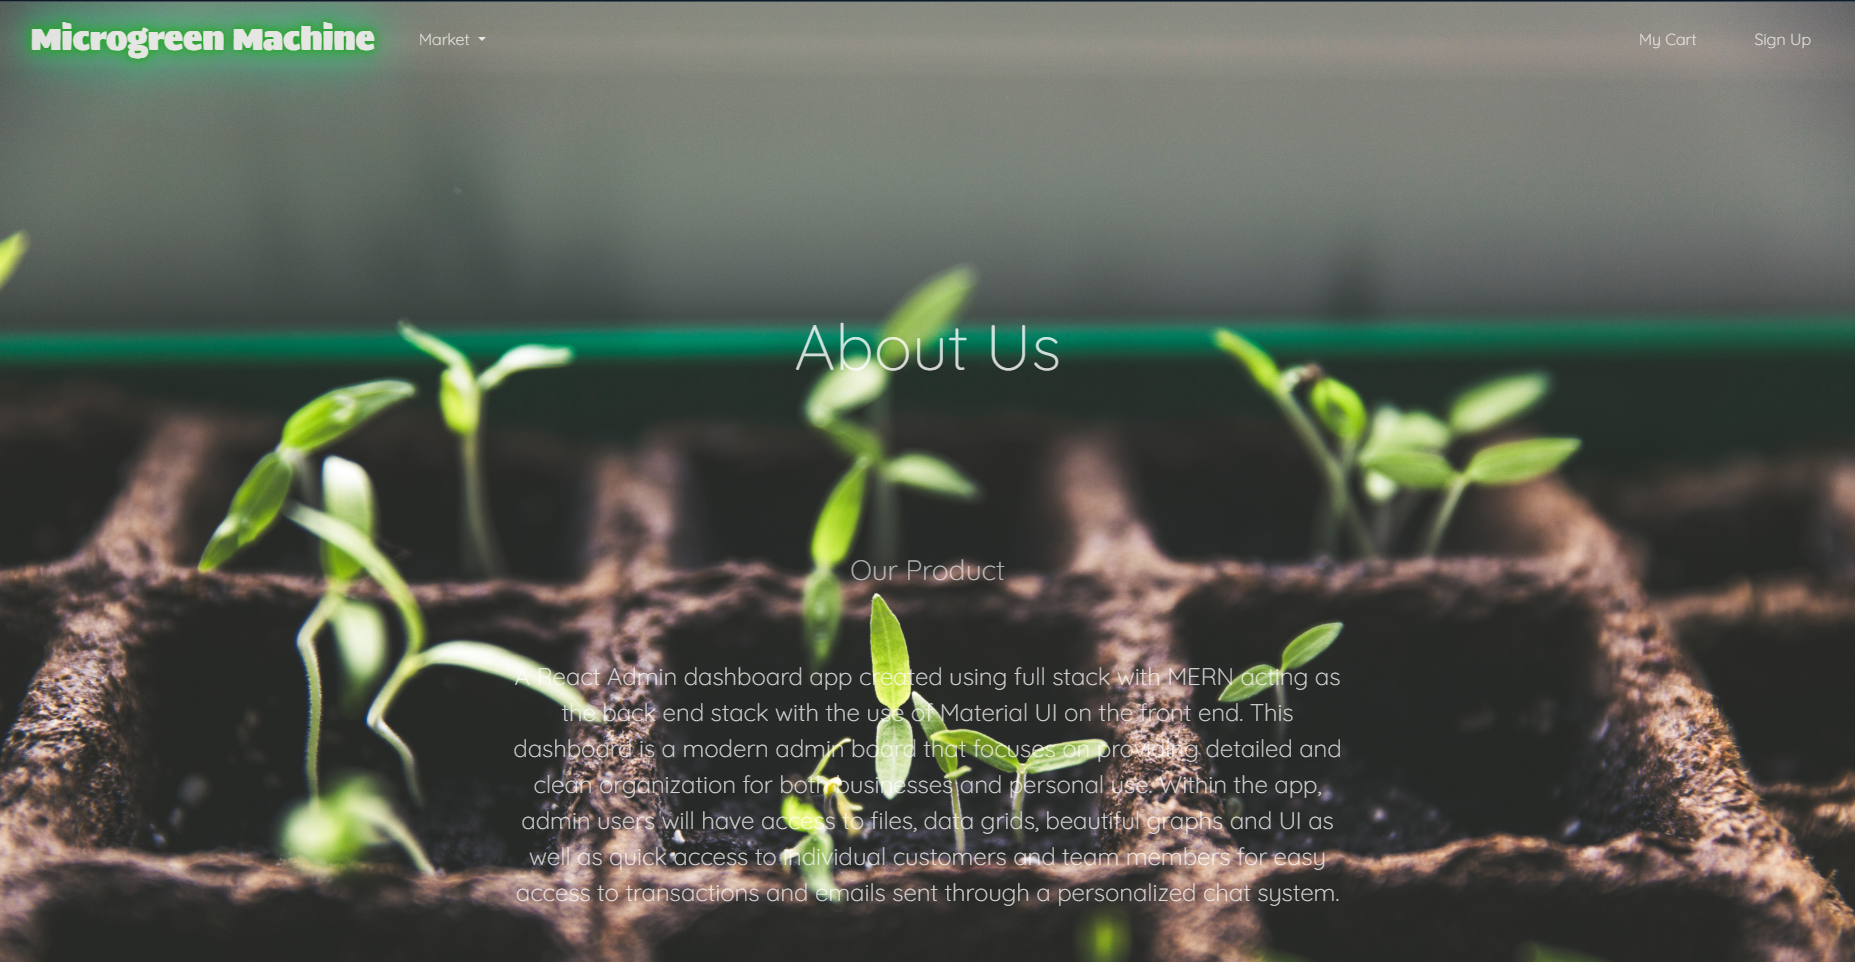 Microgreen Machine
Market
My Cart
Sign Up
About Us
Our Product
A React Admin dashboard app created using full stack with MERN acting as
the back end stack with the use of Material UI on the front end. This
dashboard is a modern admin board that focuses on providing detailed and
clean organization for both businesses and personal use. Within the app,
admin users will have access to files, data grids, beautiful graphs and UI as
well as quick access to individual customers and team members for easy
access to transactions and emails sent through a personalized chat system.